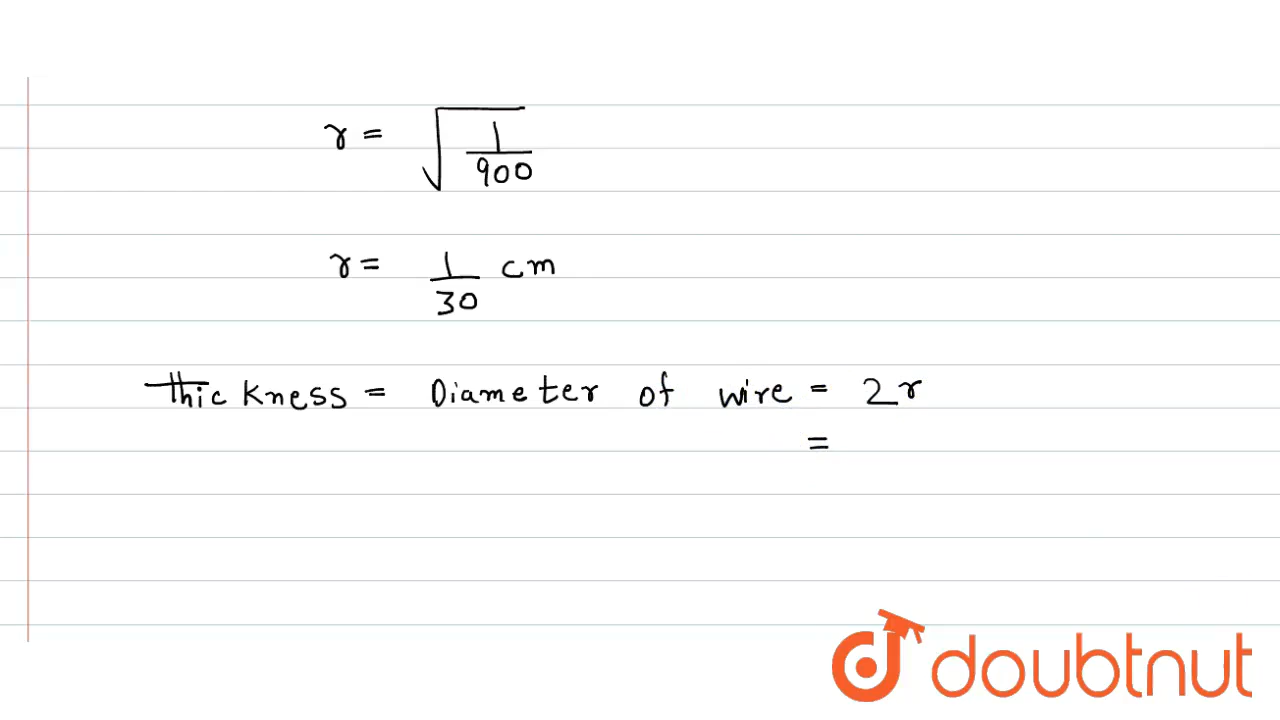 r = √(1/900)
r = 1/30 cm
Thickness = Diameter of wire = 2r
=
doubtnut